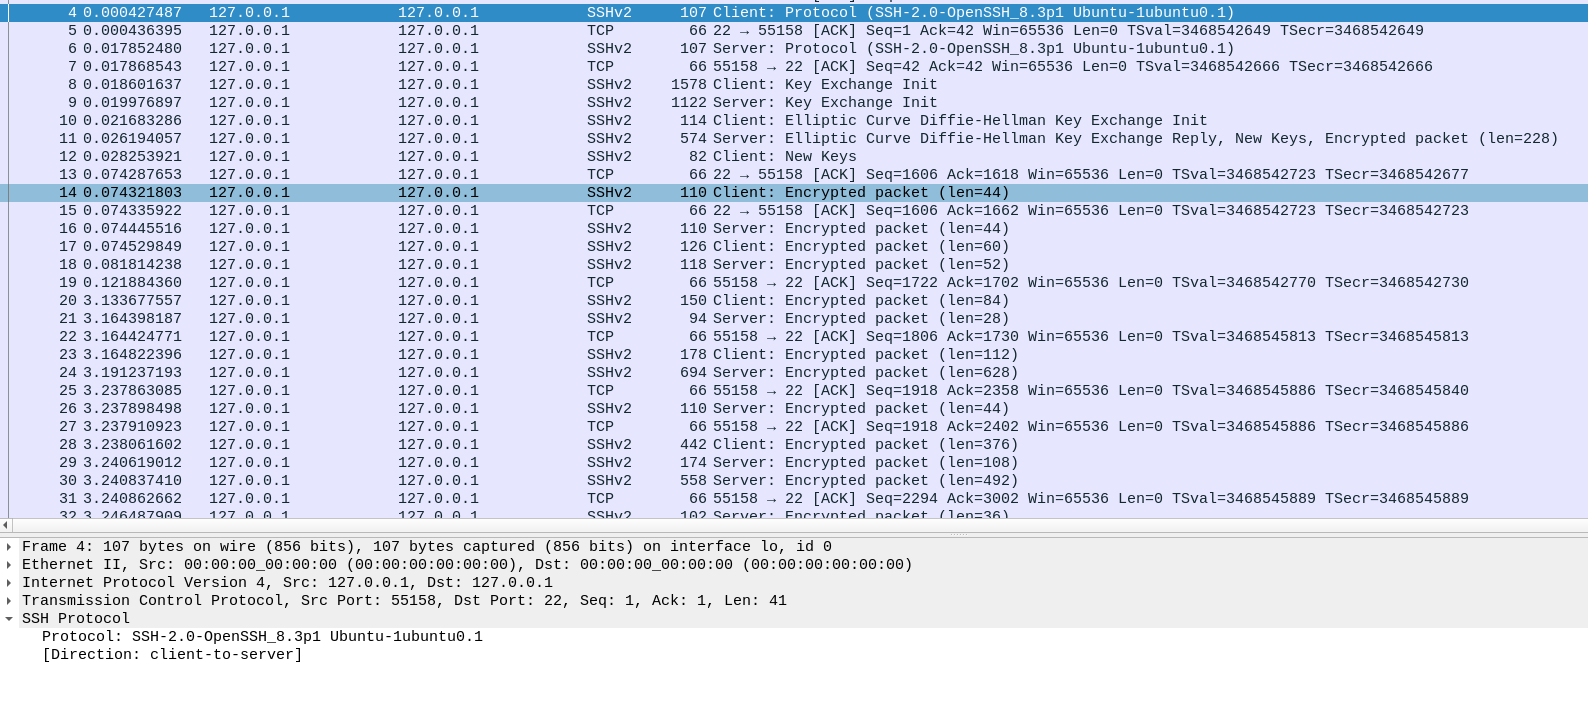 4 0.000427487 127.0.0.1 127.0.0.1 SSHv2 107 Client: Protocol (SSH-2.0-OpenSSH_8.3p1 Ubuntu-1ubuntu0.1)
5 0.000436395 127.0.0.1 127.0.0.1 TCP 66 22 → 55158 [ACK] Seq=1 Ack=42 Win=65536 Len=0 TSval=3468542649 TSecr=3468542649
6 0.017852480 127.0.0.1 127.0.0.1 SSHv2 107 Server: Protocol (SSH-2.0-OpenSSH_8.3p1 Ubuntu-1ubuntu0.1)
7 0.017868543 127.0.0.1 127.0.0.1 TCP 66 55158 → 22 [ACK] Seq=42 Ack=42 Win=65536 Len=0 TSval=3468542666 TSecr=3468542666
8 0.018601637 127.0.0.1 127.0.0.1 SSHv2 1578 Client: Key Exchange Init
9 0.019976897 127.0.0.1 127.0.0.1 SSHv2 1122 Server: Key Exchange Init
10 0.021683286 127.0.0.1 127.0.0.1 SSHv2 114 Client: Elliptic Curve Diffie-Hellman Key Exchange Init
11 0.026194057 127.0.0.1 127.0.0.1 SSHv2 574 Server: Elliptic Curve Diffie-Hellman Key Exchange Reply, New Keys, Encrypted packet (len=228)
12 0.028253921 127.0.0.1 127.0.0.1 SSHv2 82 Client: New Keys
13 0.074287653 127.0.0.1 127.0.0.1 TCP 66 22 → 55158 [ACK] Seq=1606 Ack=1618 Win=65536 Len=0 TSval=3468542723 TSecr=3468542677
14 0.074321803 127.0.0.1 127.0.0.1 SSHv2 110 Client: Encrypted packet (len=44)
15 0.074335922 127.0.0.1 127.0.0.1 TCP 66 22 → 55158 [ACK] Seq=1606 Ack=1662 Win=65536 Len=0 TSval=3468542723 TSecr=3468542723
16 0.074445516 127.0.0.1 127.0.0.1 SSHv2 110 Server: Encrypted packet (len=44)
17 0.074529849 127.0.0.1 127.0.0.1 SSHv2 126 Client: Encrypted packet (len=60)
18 0.081814238 127.0.0.1 127.0.0.1 SSHv2 118 Server: Encrypted packet (len=52)
19 0.121884360 127.0.0.1 127.0.0.1 TCP 66 55158 → 22 [ACK] Seq=1722 Ack=1702 Win=65536 Len=0 TSval=3468542770 TSecr=3468542730
20 3.133677557 127.0.0.1 127.0.0.1 SSHv2 150 Client: Encrypted packet (len=84)
21 3.164398187 127.0.0.1 127.0.0.1 SSHv2 94 Server: Encrypted packet (len=28)
22 3.164424771 127.0.0.1 127.0.0.1 TCP 66 55158 → 22 [ACK] Seq=1806 Ack=1730 Win=65536 Len=0 TSval=3468545813 TSecr=3468545813
23 3.164822396 127.0.0.1 127.0.0.1 SSHv2 178 Client: Encrypted packet (len=112)
24 3.191237193 127.0.0.1 127.0.0.1 SSHv2 694 Server: Encrypted packet (len=628)
25 3.237863085 127.0.0.1 127.0.0.1 TCP 66 55158 → 22 [ACK] Seq=1918 Ack=2358 Win=65536 Len=0 TSval=3468545886 TSecr=3468545840
26 3.237898498 127.0.0.1 127.0.0.1 SSHv2 110 Server: Encrypted packet (len=44)
27 3.237910923 127.0.0.1 127.0.0.1 TCP 66 55158 → 22 [ACK] Seq=1918 Ack=2402 Win=65536 Len=0 TSval=3468545886 TSecr=3468545886
28 3.238061602 127.0.0.1 127.0.0.1 SSHv2 442 Client: Encrypted packet (len=376)
29 3.240619012 127.0.0.1 127.0.0.1 SSHv2 174 Server: Encrypted packet (len=108)
30 3.240837410 127.0.0.1 127.0.0.1 SSHv2 558 Server: Encrypted packet (len=492)
31 3.240862662 127.0.0.1 127.0.0.1 TCP 66 55158 → 22 [ACK] Seq=2294 Ack=3002 Win=65536 Len=0 TSval=3468545889 TSecr=3468545889
32 3.246487909 127.0.0.1 127.0.0.1 SSHv2 102 Server: Encrypted packet (len=36)
Frame 4: 107 bytes on wire (856 bits), 107 bytes captured (856 bits) on interface lo, id 0
Ethernet II, Src: 00:00:00_00:00:00 (00:00:00:00:00:00), Dst: 00:00:00_00:00:00 (00:00:00:00:00:00)
Internet Protocol Version 4, Src: 127.0.0.1, Dst: 127.0.0.1
Transmission Control Protocol, Src Port: 55158, Dst Port: 22, Seq: 1, Ack: 1, Len: 41
SSH Protocol
Protocol: SSH-2.0-OpenSSH_8.3p1 Ubuntu-1ubuntu0.1
[Direction: client-to-server]